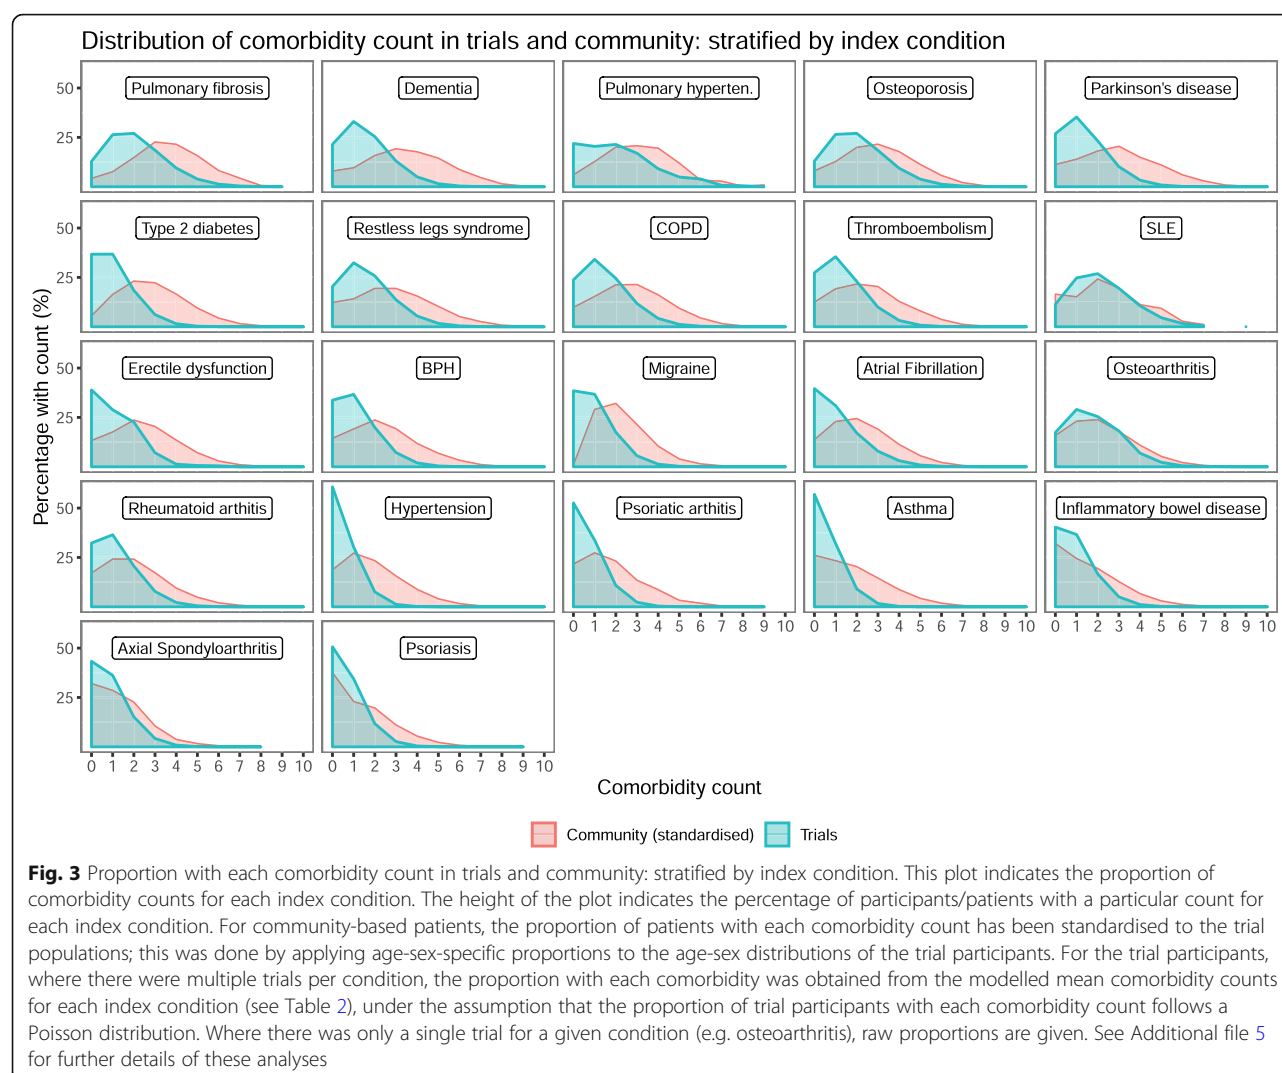 Distribution of comorbidity count in trials and community: stratified by index condition
Pulmonary fibrosis
Dementia
Pulmonary hyperten.
Osteoporosis
Parkinson's disease
50
25
Type 2 diabetes
Restless legs syndrome
COPD
Thromboembolism
SLE
50
25
Erectile dysfunction
BPH
Migraine
Atrial Fibrillation
Osteoarthritis
50
25
Rheumatoid arthitis
Hypertension
Psoriatic arthitis
Asthma
Inflammatory bowel disease
50
25
0 1 2 3 4 5 6 7 8 9 10
0 1 2 3 4 5 6 7 8 9 10
0 1 2 3 4 5 6 7 8 9 10
Axial Spondyloarthritis
Psoriasis
50
25
0 1 2 3 4 5 6 7 8 9 10
0 1 2 3 4 5 6 7 8 9 10
Percentage with count (%)
Comorbidity count
Community (standardised)
Trials
Fig. 3 Proportion with each comorbidity count in trials and community: stratified by index condition. This plot indicates the proportion of
comorbidity counts for each index condition. The height of the plot indicates the percentage of participants/patients with a particular count for
each index condition. For community-based patients, the proportion of patients with each comorbidity count has been standardised to the trial
populations; this was done by applying age-sex-specific proportions to the age-sex distributions of the trial participants. For the trial participants,
where there were multiple trials per condition, the proportion with each comorbidity was obtained from the modelled mean comorbidity counts
for each index condition (see Table 2), under the assumption that the proportion of trial participants with each comorbidity count follows a
Poisson distribution. Where there was only a single trial for a given condition (e.g. osteoarthritis), raw proportions are given. See Additional file 5
for further details of these analyses